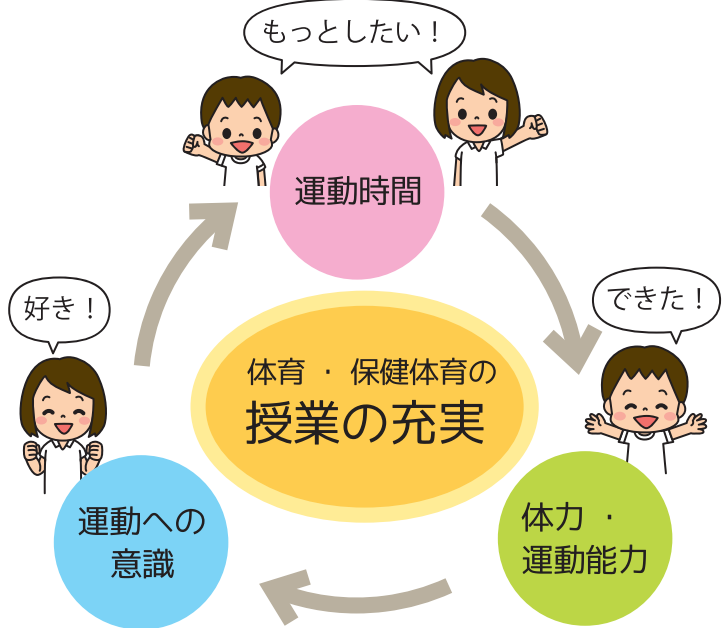 もっとしたい！
運動時間
好き！
できた！
体育 ・ 保健体育の
授業の充実
運動への
意識
体力 ・
運動能力